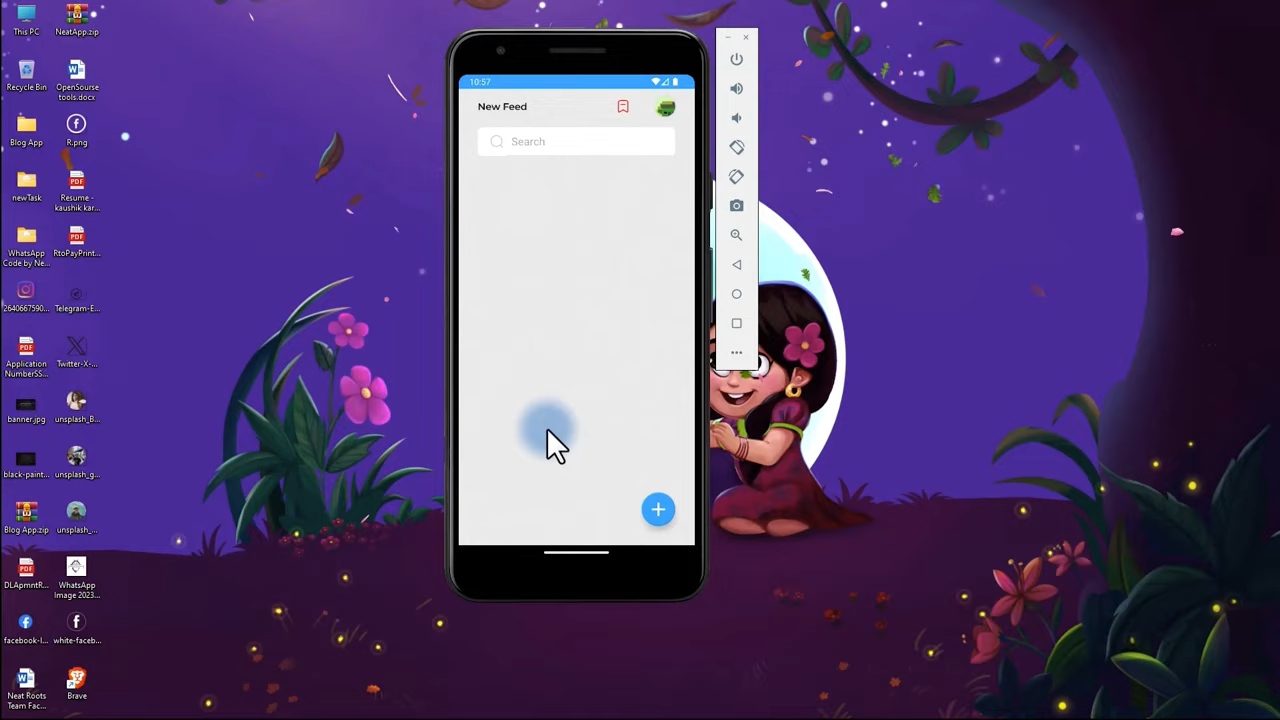 This PC
NeatApp.zip
Recycle Bin
OpenSourse
tools.docx
Blog App
R.png
newTask
Resume -
kaushik kar...
WhatsApp
Code by Ne...
RtoPayPrint...
2640667590...
Telegram-E...
Application
NumberSS...
Twitter-X-...
banner.jpg
unsplash_B...
black-paint...
unsplash_g...
Blog App.zip
unsplash_...
DLApmntR...
WhatsApp
Image 2023...
facebook-l...
white-faceb...
Neat Roots
Team Fac...
Brave
10:57
New Feed
Search